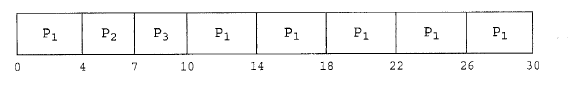 P₁ P₂ P₃ P₁ P₁ P₁ P₁ P₁
0 4 7 10 14 18 22 26 30